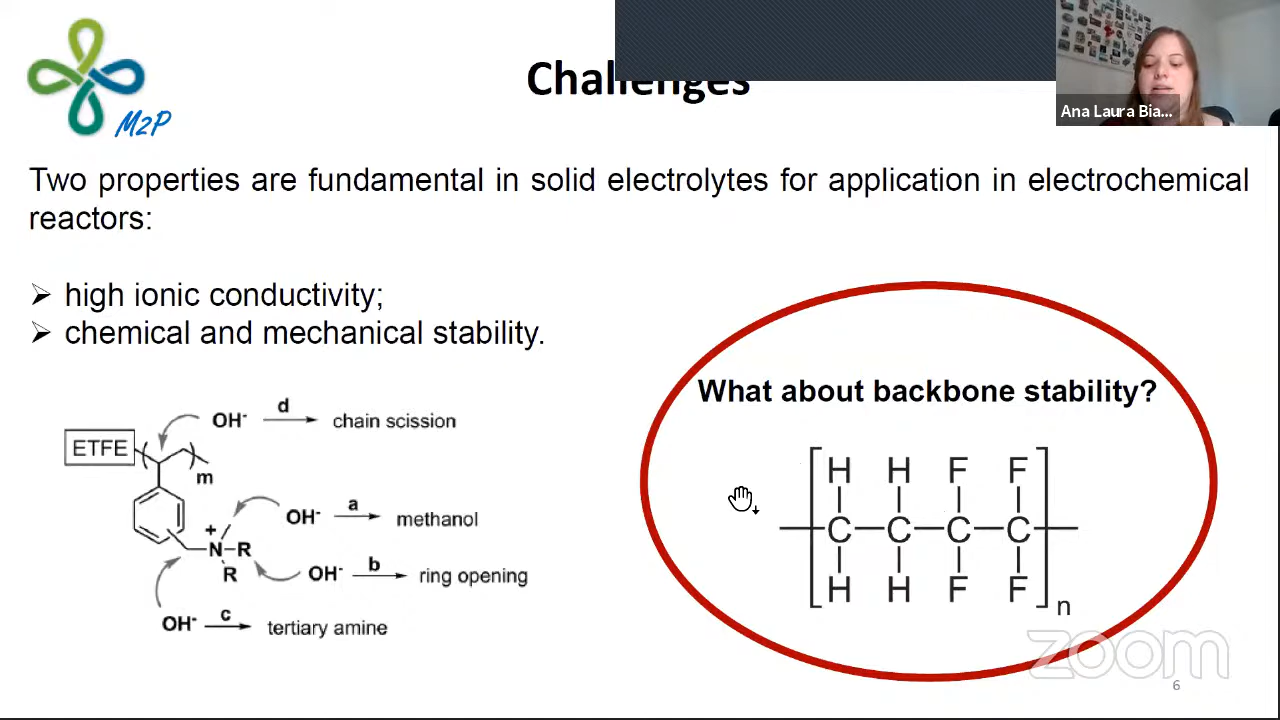 M2P
Challenges
Ana Laura Bia...
Two properties are fundamental in solid electrolytes for application in electrochemical
reactors:
➢ high ionic conductivity;
➢ chemical and mechanical stability.
OH- d chain scission
ETFE
m
OH- a methanol
+
N-R
R
OH- b ring opening
OH- c tertiary amine
What about backbone stability?
H H F F
C C C C
H H F F
n
zoom
6